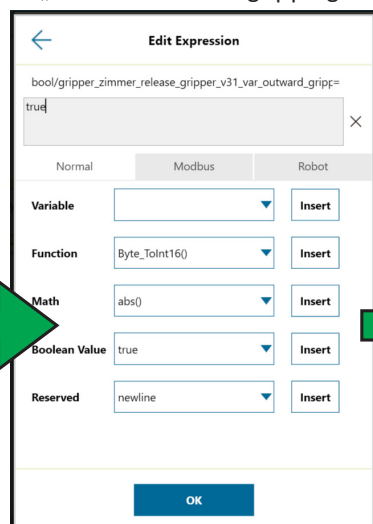 Edit Expression
bool/gripper_zimmer_release_gripper_v31_var_outward_gripp=
true
Normal Modbus Robot
Variable Insert
Function Byte_ToInt16() Insert
Math abs() Insert
Boolean Value true Insert
Reserved newline Insert
OK